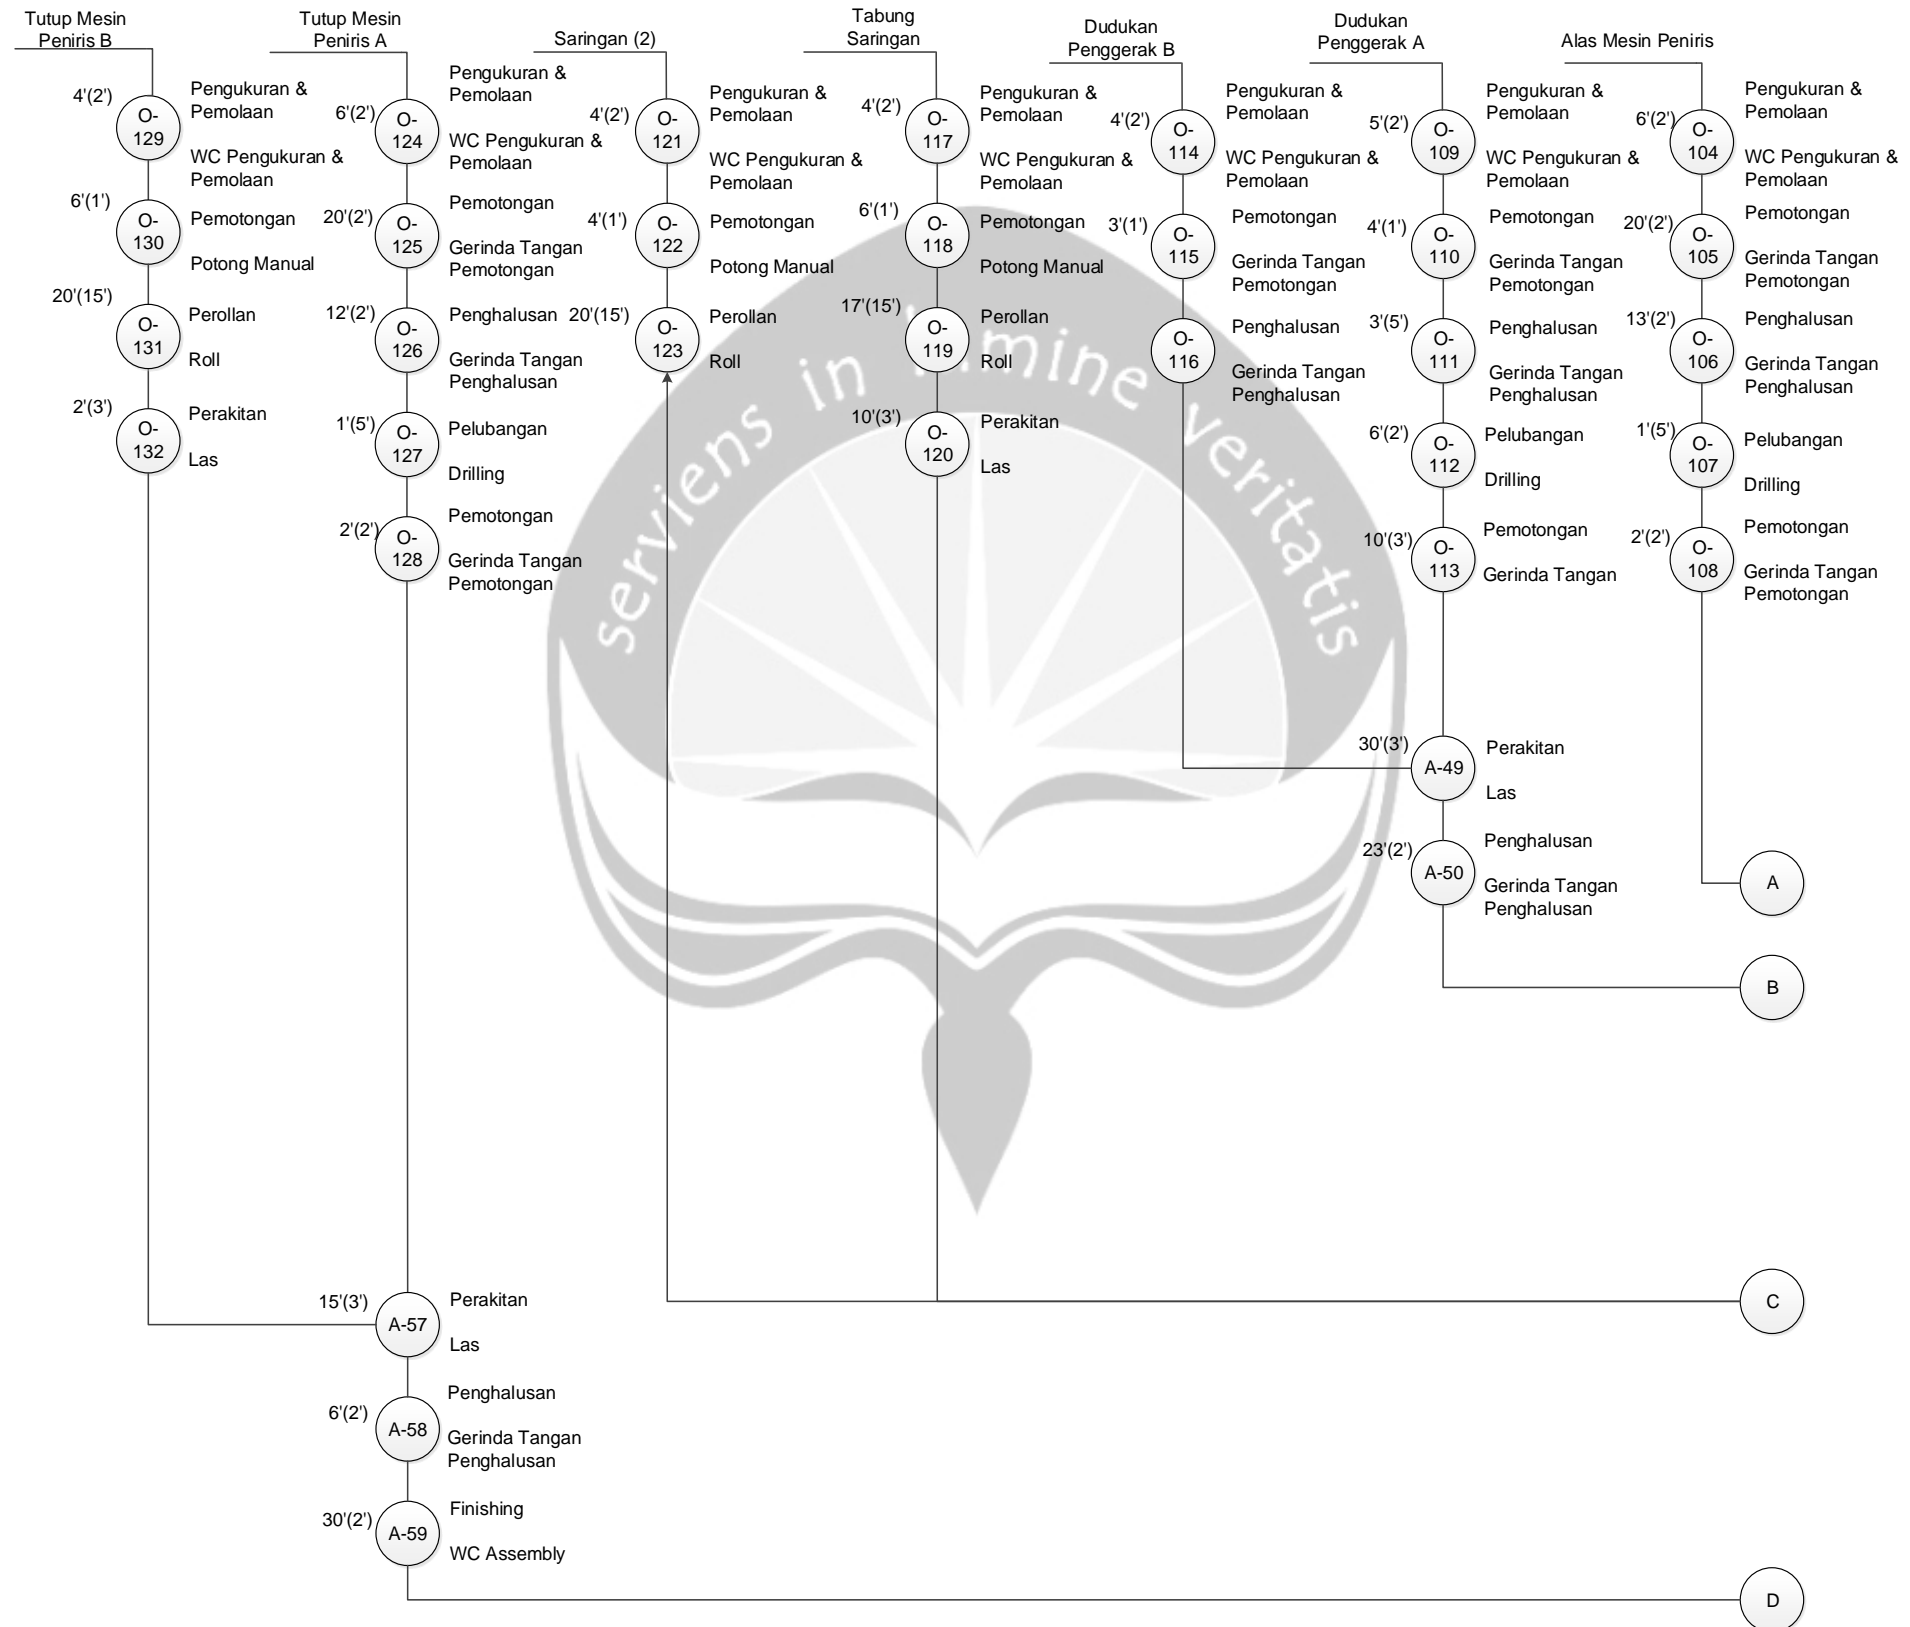 Tutup Mesin
Peniris B
4'(2')
O-
129
Pengukuran &
Pemolaan
WC Pengukuran &
Pemolaan
6'(1')
O-
130
Pemotongan
Potong Manual
20'(15')
O-
131
Perollan
Roll
2'(3')
O-
132
Perakitan
Las
Tutup Mesin
Peniris A
6'(2')
O-
124
Pengukuran &
Pemolaan
WC Pengukuran &
Pemolaan
20'(2')
O-
125
Pemotongan
Gerinda Tangan
Pemotongan
12'(2')
O-
126
Penghalusan
Gerinda Tangan
Penghalusan
1'(5')
O-
127
Pelubangan
Drilling
2'(2')
O-
128
Pemotongan
Gerinda Tangan
Pemotongan
15'(3')
A-57
Perakitan
Las
6'(2')
A-58
Penghalusan
Gerinda Tangan
Penghalusan
30'(2')
A-59
Finishing
WC Assembly
Saringan (2)
4'(2')
O-
121
Pengukuran &
Pemolaan
WC Pengukuran &
Pemolaan
4'(1')
O-
122
Pemotongan
Potong Manual
20'(15')
O-
123
Perollan
Roll
Tabung
Saringan
4'(2')
O-
117
Pengukuran &
Pemolaan
WC Pengukuran &
Pemolaan
6'(1')
O-
118
Pemotongan
Potong Manual
17'(15')
O-
119
Perollan
Roll
10'(3')
O-
120
Perakitan
Las
Dudukan
Penggerak B
4'(2')
O-
114
Pengukuran &
Pemolaan
WC Pengukuran &
Pemolaan
3'(1')
O-
115
Pemotongan
Gerinda Tangan
Pemotongan
O-
116
Penghalusan
Gerinda Tangan
Penghalusan
Dudukan
Penggerak A
5'(2')
O-
109
Pengukuran &
Pemolaan
WC Pengukuran &
Pemolaan
4'(1')
O-
110
Pemotongan
Gerinda Tangan
Pemotongan
3'(5')
O-
111
Penghalusan
Gerinda Tangan
Penghalusan
6'(2')
O-
112
Pelubangan
Drilling
10'(3')
O-
113
Pemotongan
Gerinda Tangan
30'(3')
A-49
Perakitan
Las
23'(2')
A-50
Penghalusan
Gerinda Tangan
Penghalusan
Alas Mesin Peniris
6'(2')
O-
104
Pengukuran &
Pemolaan
WC Pengukuran &
Pemolaan
20'(2')
O-
105
Pemotongan
Gerinda Tangan
Pemotongan
13'(2')
O-
106
Penghalusan
Gerinda Tangan
Penghalusan
1'(5')
O-
107
Pelubangan
Drilling
2'(2')
O-
108
Pemotongan
Gerinda Tangan
Pemotongan
A
B
C
D
serviens in lumine veritatis